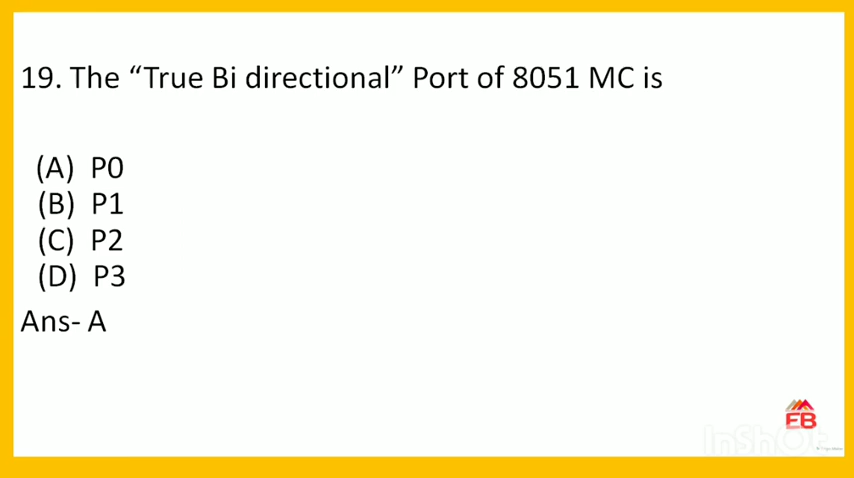 19. The “True Bi directional” Port of 8051 MC is
(A) P0
(B) P1
(C) P2
(D) P3
Ans- A
EB
InShOt